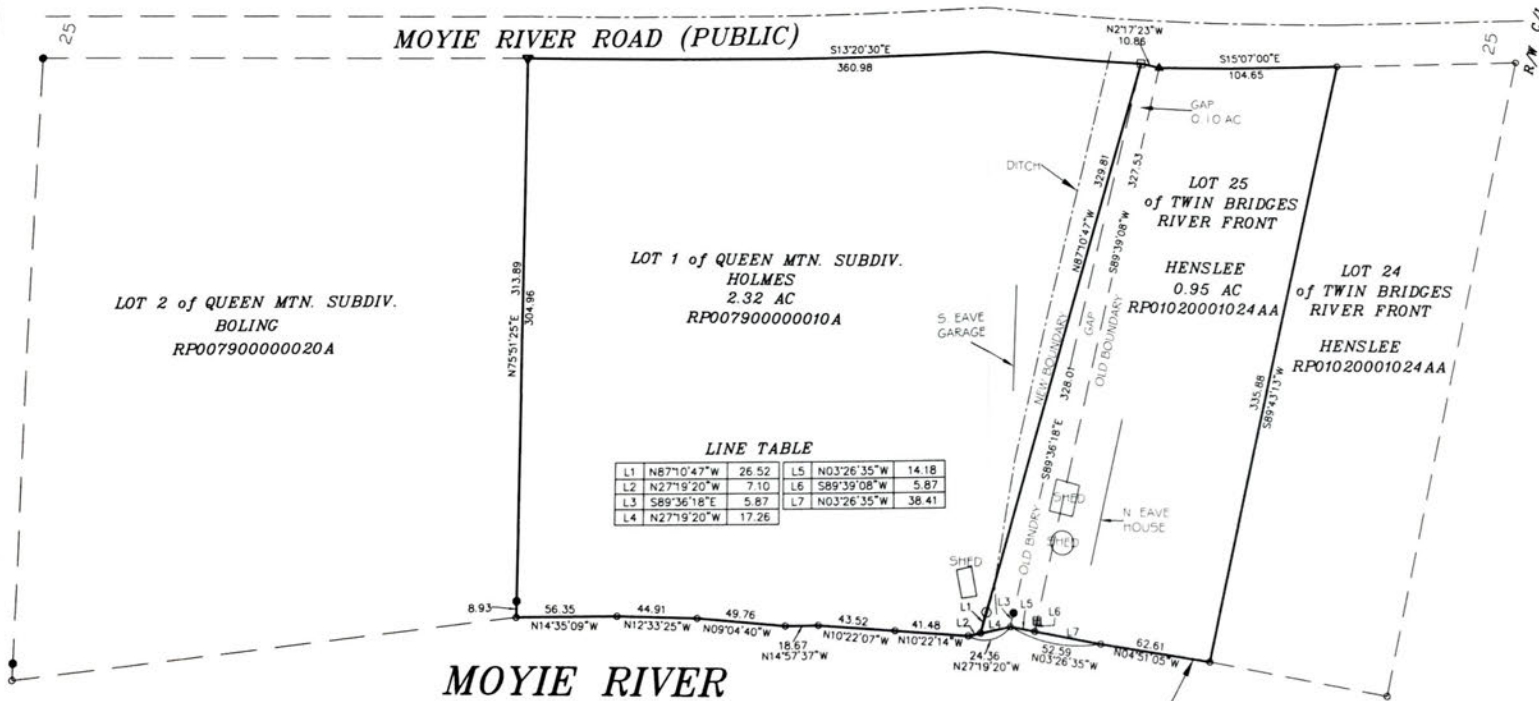 25
MOYIE RIVER ROAD (PUBLIC)
S13°20'30"E
360.98
N2°17'23"W
10.86
S15°07'00"E
104.65
25
R/W
GAP
0.10 AC
DITCH
329.81
327.53
N87°10'47"W
S89°39'08"W
LOT 25
of TWIN BRIDGES
RIVER FRONT
HENSLEE
0.95 AC
RP01020001024AA
LOT 24
of TWIN BRIDGES
RIVER FRONT
HENSLEE
RP01020001024AA
LOT 1 of QUEEN MTN. SUBDIV.
HOLMES
2.32 AC
RP007900000010A
LOT 2 of QUEEN MTN. SUBDIV.
BOLING
RP007900000020A
N75°51'25"E 313.89
304.96
S. EAVE
GARAGE
NEW BOUNDARY
GAP
OLD BOUNDARY
328.01
S89°36'18"E
OLD BNDRY
335.88
S89°43'13"W
LINE TABLE
L1 N87°10'47"W 26.52 L5 N03°26'35"W 14.18
L2 N27°19'20"W 7.10 L6 S89°39'08"W 5.87
L3 S89°36'18"E 5.87 L7 N03°26'35"W 38.41
L4 N27°19'20"W 17.26
SHED
SHED
N. EAVE
HOUSE
SHED
L1
L2
L3
L4
L5
L6
L7
8.93
56.35
N14°35'09"W
44.91
N12°33'25"W
49.76
N09°04'40"W
18.67
N14°57'37"W
43.52
N10°22'07"W
41.48
N10°22'14"W
24.36
N27°19'20"W
52.59
N03°26'35"W
62.61
N04°51'05"W
MOYIE RIVER